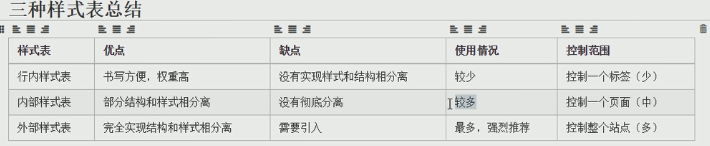 三种样式表总结
样式表 优点 缺点 使用情况 控制范围
行内样式表 书写方便，权重高 没有实现样式和结构相分离 较少 控制一个标签（少）
内部样式表 部分结构和样式相分离 没有彻底分离 较多 控制一个页面（中）
外部样式表 完全实现结构和样式相分离 需要引入 最多，强烈推荐 控制整个站点（多）